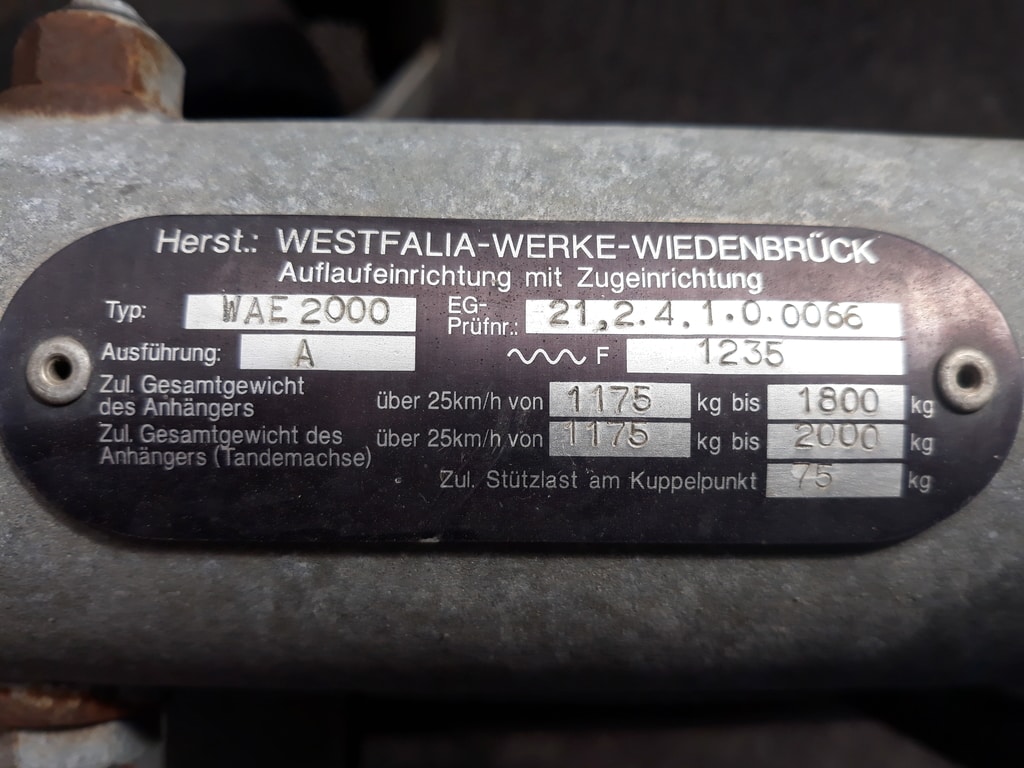 Herst.: WESTFALIA-WERKE-WIEDENBRÜCK
Auflaufeinrichtung mit Zugeinrichtung
Typ: WAE 2000 EG-Prüfnr.: 21,2.4.1.0.0066
Ausführung: A F 1235
Zul. Gesamtgewicht
des Anhängers über 25km/h von 1175 kg bis 1800 kg
Zul. Gesamtgewicht des über 25km/h von 1175 kg bis 2000 kg
Anhängers (Tandemachse)
Zul. Stützlast am Kuppelpunkt 75 kg